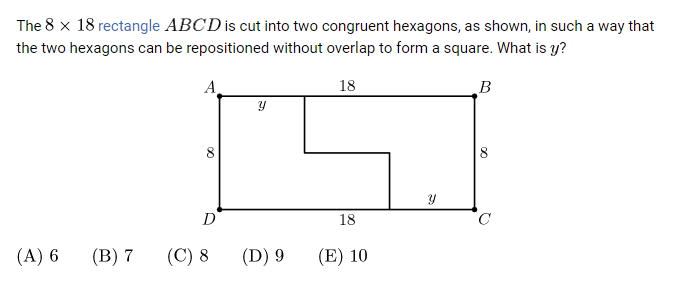 The 8 × 18 rectangle ABCD is cut into two congruent hexagons, as shown, in such a way that
the two hexagons can be repositioned without overlap to form a square. What is y?
A 18 B
y
8 8
y
D 18 C
(A) 6 (B) 7 (C) 8 (D) 9 (E) 10